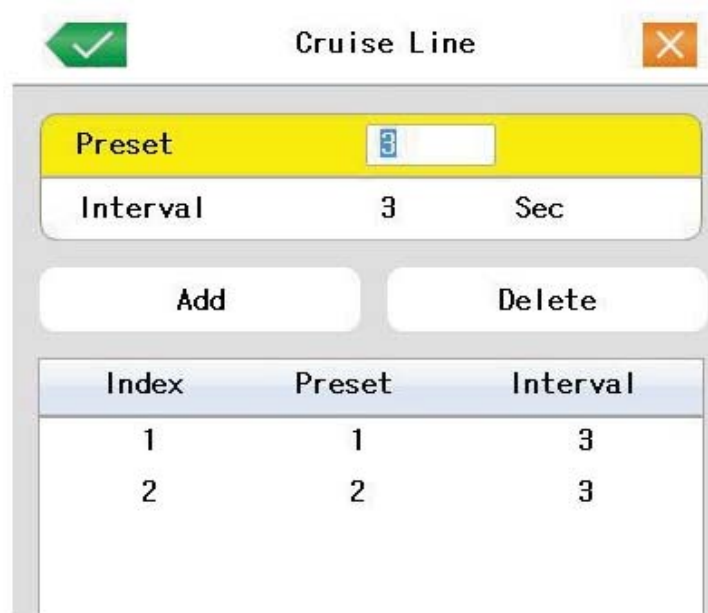 Cruise Line
Preset 3
Interval 3 Sec
Add Delete
Index Preset Interval
1 1 3
2 2 3